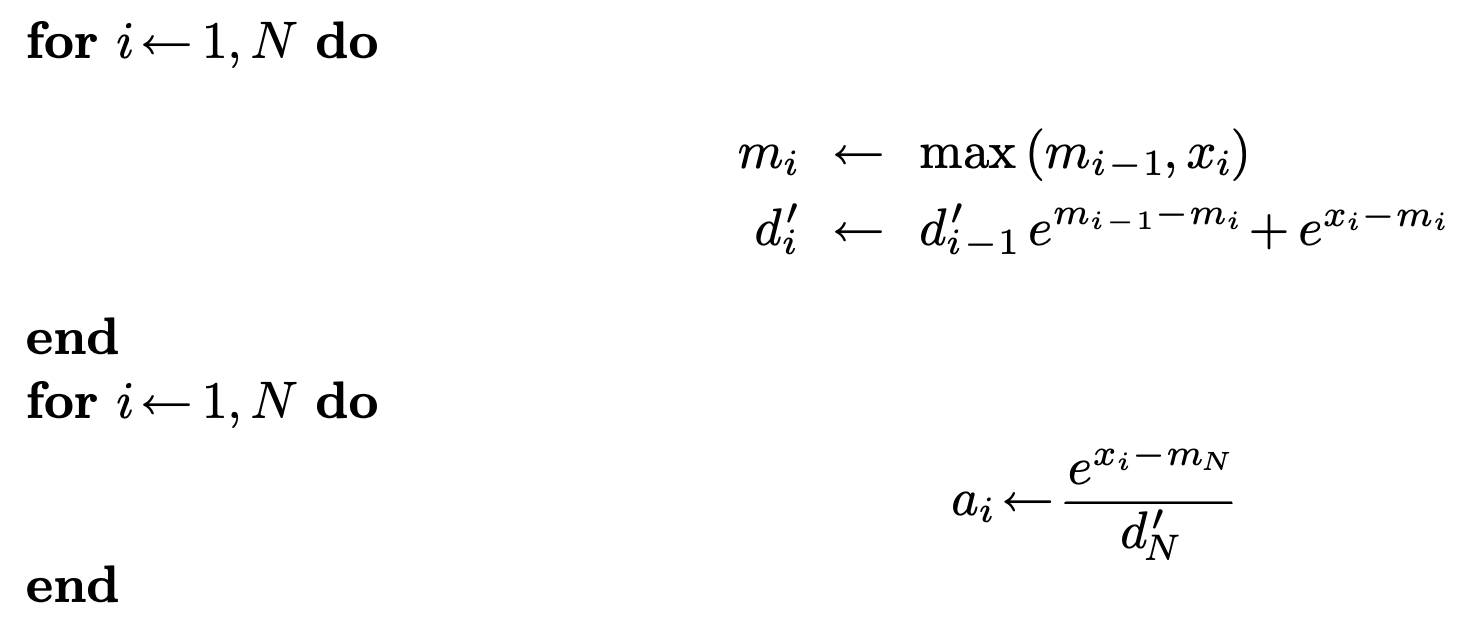 for i ← 1, N do
m_i ← max (m_{i−1}, x_i)
d'_i ← d'_{i−1} e^{m_{i−1}−m_i} + e^{x_i−m_i}
end
for i ← 1, N do
a_i ← \frac{e^{x_i−m_N}}{d'_N}
end